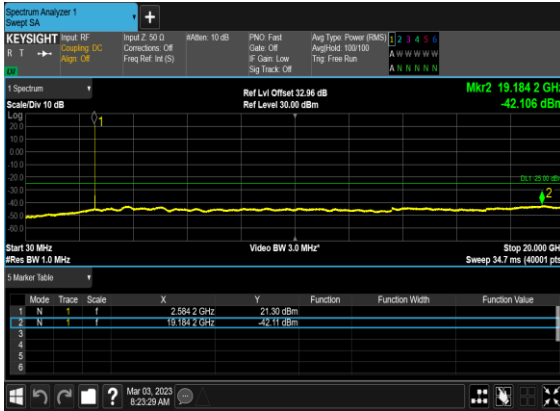 Spectrum Analyzer 1
Swept SA
+
KEYSIGHT
R T
Input: RF
Coupling: DC
Align: Off
Input Z: 50 Ω
Corrections: Off
Freq Ref: Int (S)
#Atten: 10 dB
PNO: Fast
Gate: Off
IF Gain: Low
Sig Track: Off
Avg Type: Power (RMS)
Avg|Hold: 100/100
Trig: Free Run
1 2 3 4 5 6
A W W W W W
A N N N N N
1 Spectrum
Scale/Div 10 dB
Ref Lvl Offset 32.96 dB
Ref Level 30.00 dBm
Mkr2 19.184 2 GHz
-42.106 dBm
Log
20.0
10.0
0.00
-10.0
-20.0
-30.0
-40.0
-50.0
-60.0
1
DL1 -25.00 dBm
2
Start 30 MHz
#Res BW 1.0 MHz
Video BW 3.0 MHz*
Stop 20.000 GHz
Sweep 34.7 ms (40001 pts)
5 Marker Table
Mode Trace Scale X Y Function Function Width Function Value
1 N 1 f 2.584 2 GHz 21.30 dBm
2 N 1 f 19.184 2 GHz -42.11 dBm
3
4
5
6
?
Mar 03, 2023
8:23:29 AM